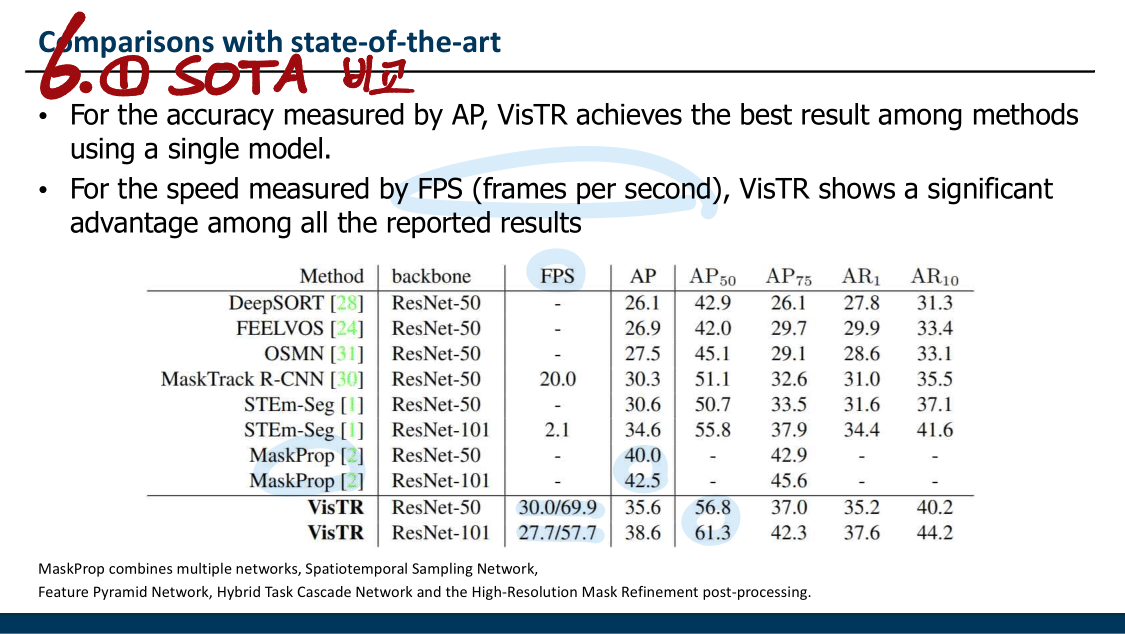 Comparisons with state-of-the-art
6. ① SOTA 비교
• For the accuracy measured by AP, VisTR achieves the best result among methods
using a single model.
• For the speed measured by FPS (frames per second), VisTR shows a significant
advantage among all the reported results
Method backbone FPS AP AP50 AP75 AR1 AR10
DeepSORT [28] ResNet-50 - 26.1 42.9 26.1 27.8 31.3
FEELVOS [24] ResNet-50 - 26.9 42.0 29.7 29.9 33.4
OSMN [31] ResNet-50 - 27.5 45.1 29.1 28.6 33.1
MaskTrack R-CNN [30] ResNet-50 20.0 30.3 51.1 32.6 31.0 35.5
STEm-Seg [1] ResNet-50 - 30.6 50.7 33.5 31.6 37.1
STEm-Seg [1] ResNet-101 2.1 34.6 55.8 37.9 34.4 41.6
MaskProp [2] ResNet-50 - 40.0 - 42.9 - -
MaskProp [2] ResNet-101 - 42.5 - 45.6 - -
VisTR ResNet-50 30.0/69.9 35.6 56.8 37.0 35.2 40.2
VisTR ResNet-101 27.7/57.7 38.6 61.3 42.3 37.6 44.2
MaskProp combines multiple networks, Spatiotemporal Sampling Network,
Feature Pyramid Network, Hybrid Task Cascade Network and the High-Resolution Mask Refinement post-processing.